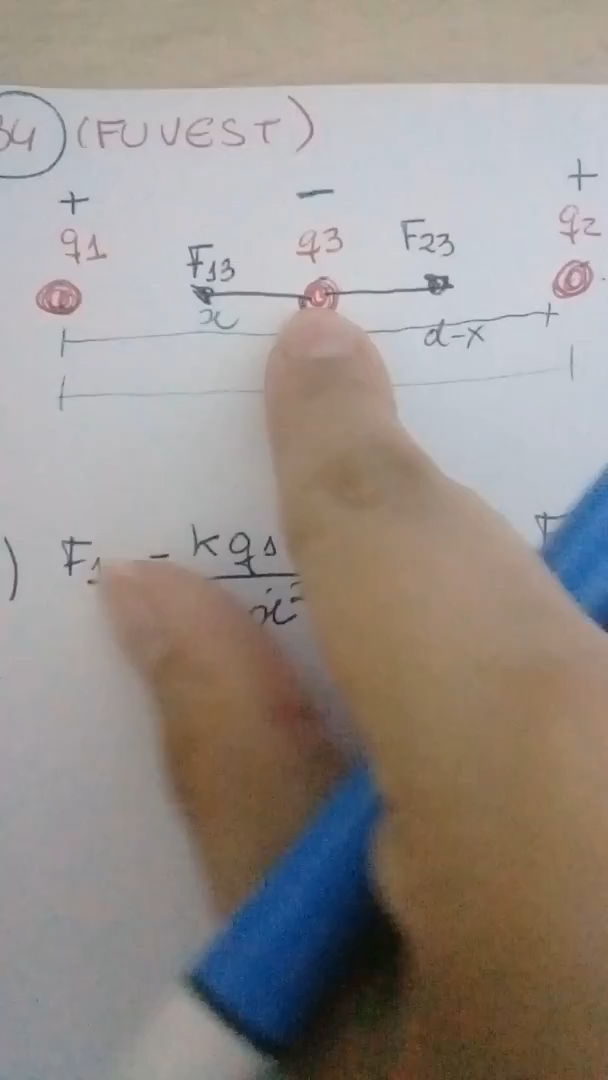 34) (FUVEST)
+ − +
q1 F13 q3 F23 q2
x d-x
) F1 = kq1
x²
F